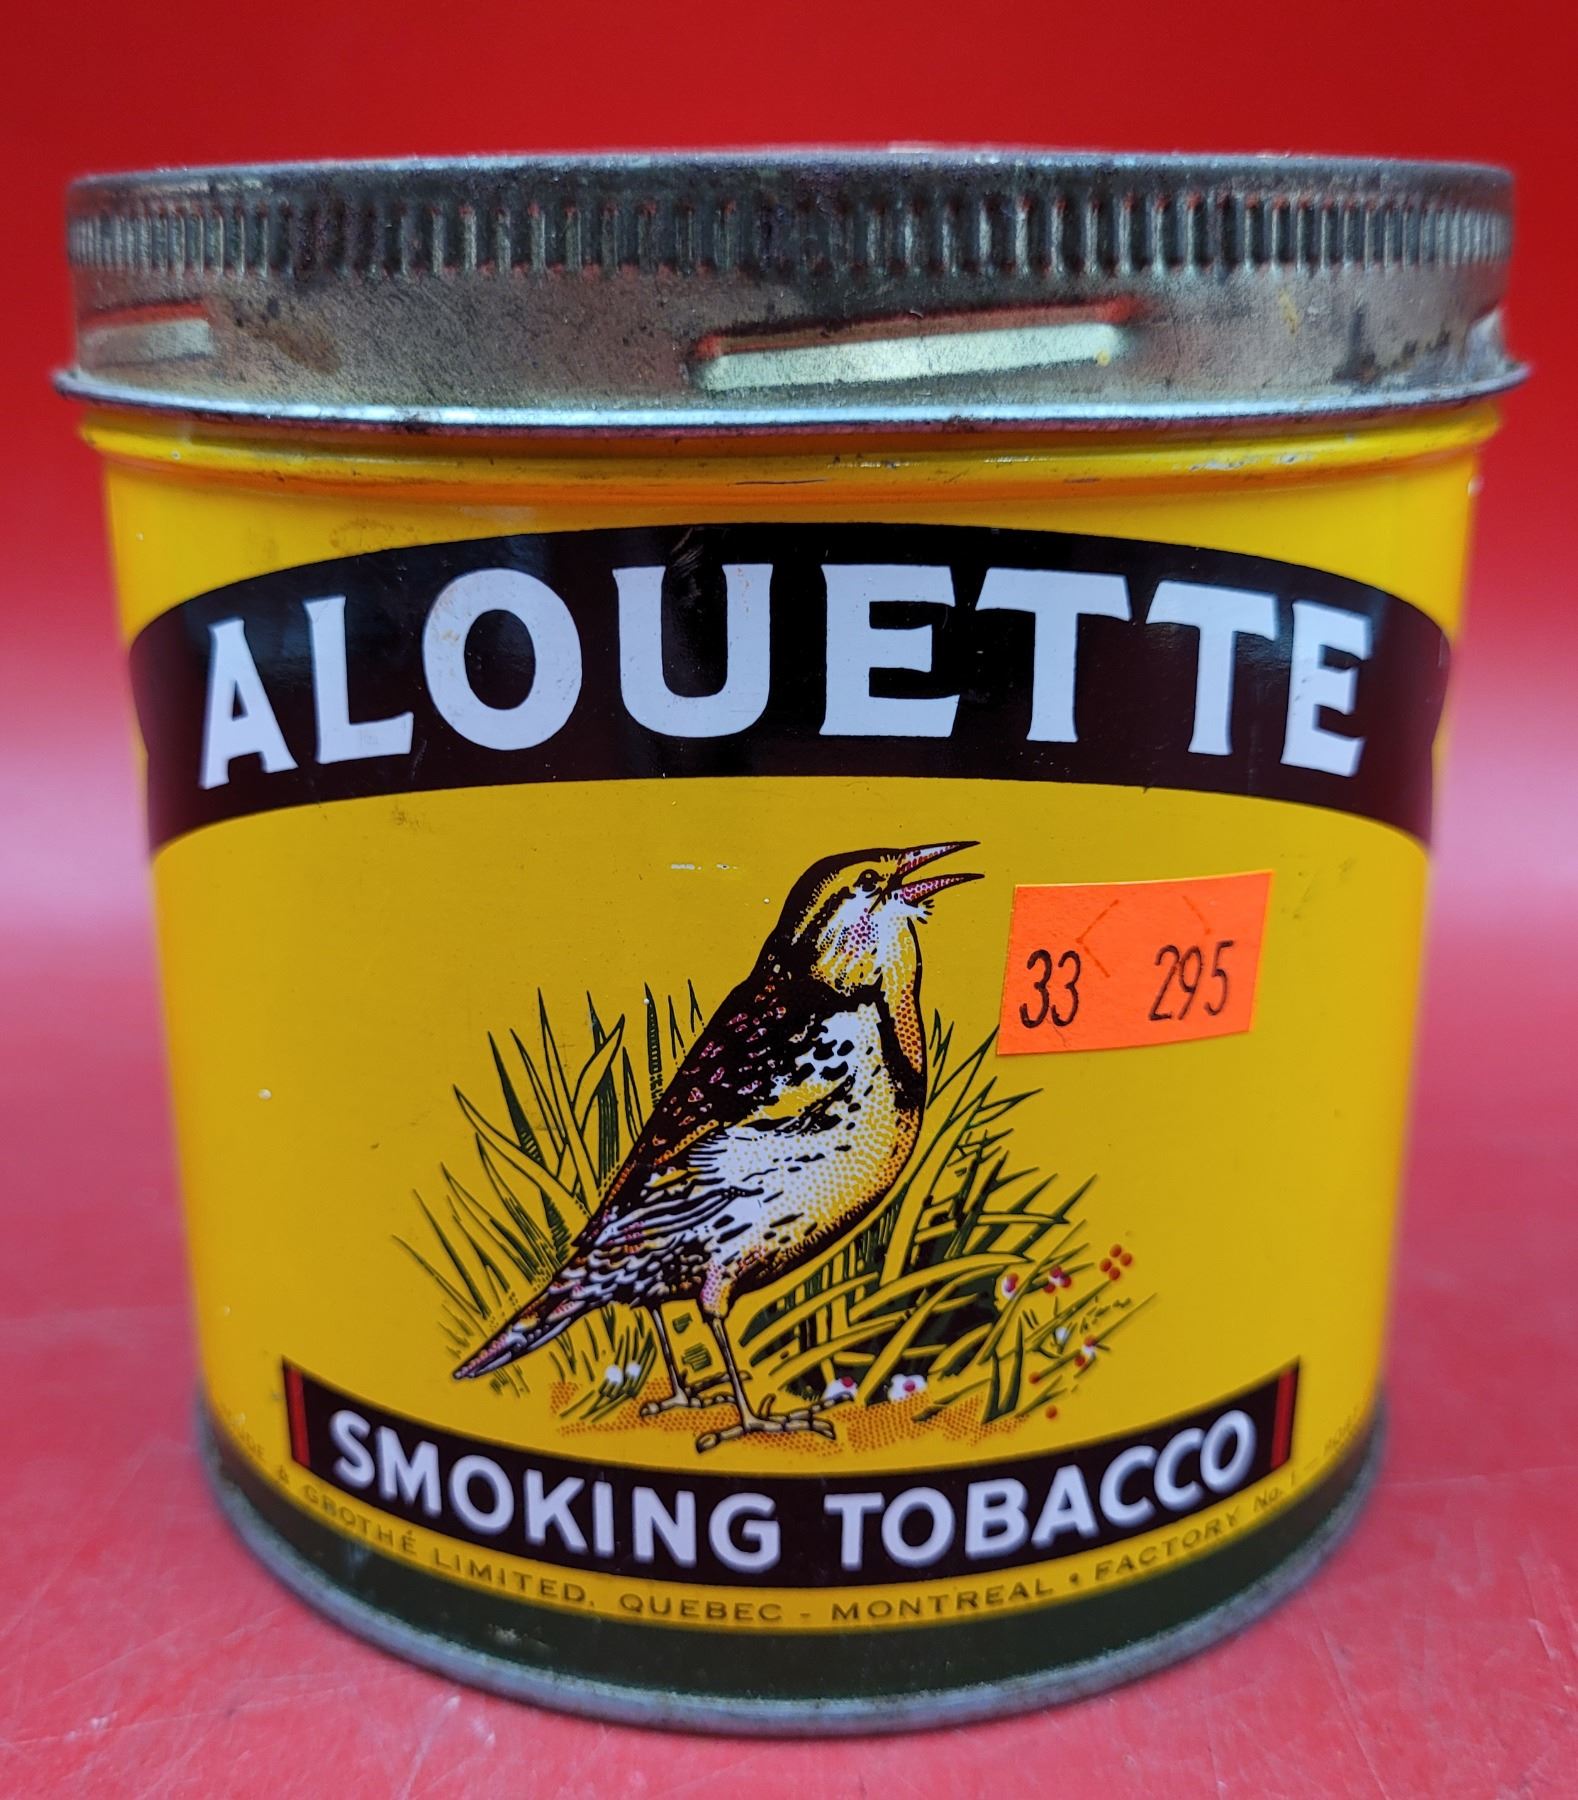 ALOUETTE
33 295
SMOKING TOBACCO
& GROTHÉ LIMITED, QUEBEC - MONTREAL • FACTORY No. 1 -